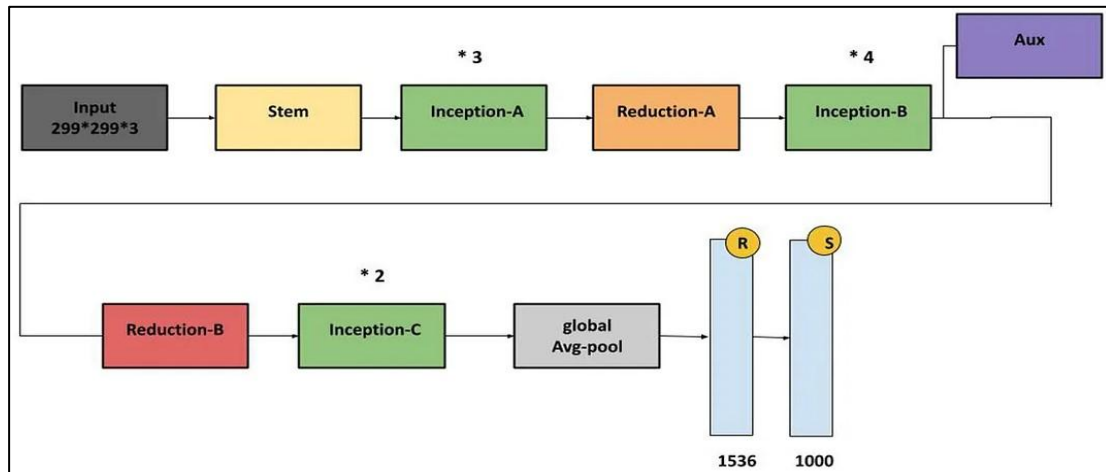 Aux
* 3
* 4
Input
299*299*3
Stem
Inception-A
Reduction-A
Inception-B
R
S
* 2
Reduction-B
Inception-C
global
Avg-pool
1536
1000